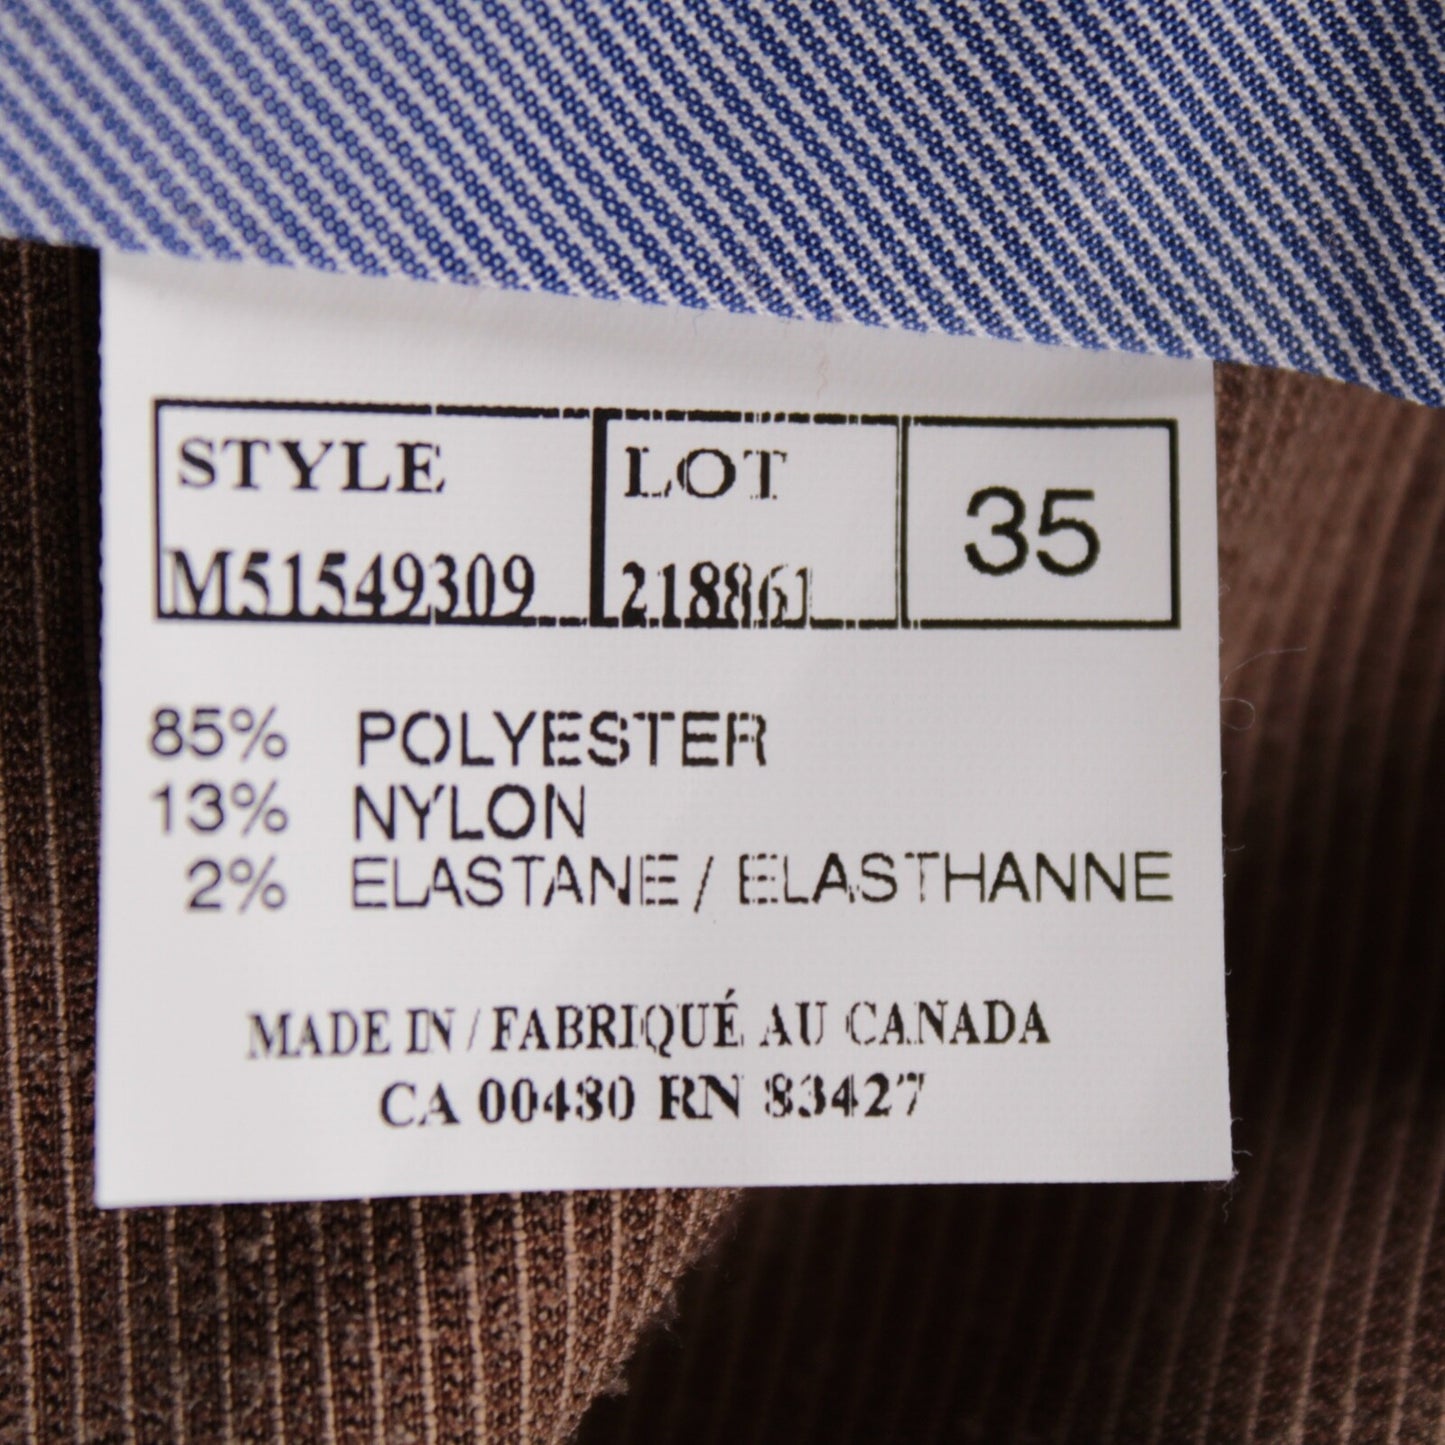 STYLE LOT 35
M51549309 218861
85% POLYESTER
13% NYLON
2% ELASTANE / ELASTHANNE
MADE IN / FABRIQUÉ AU CANADA
CA 00480 RN 83427